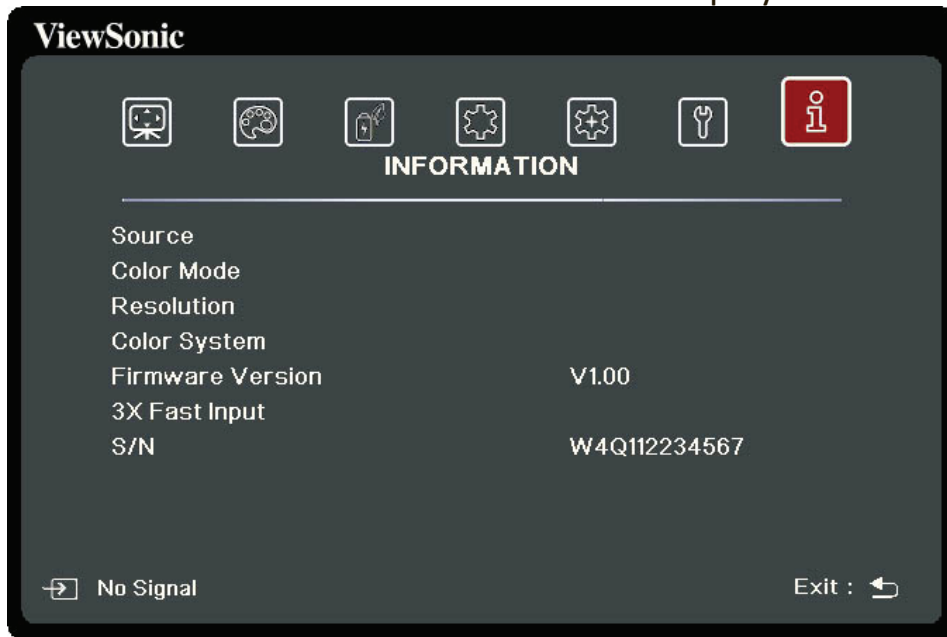 ViewSonic
INFORMATION
Source
Color Mode
Resolution
Color System
Firmware Version V1.00
3X Fast Input
S/N W4Q112234567
No Signal
Exit :